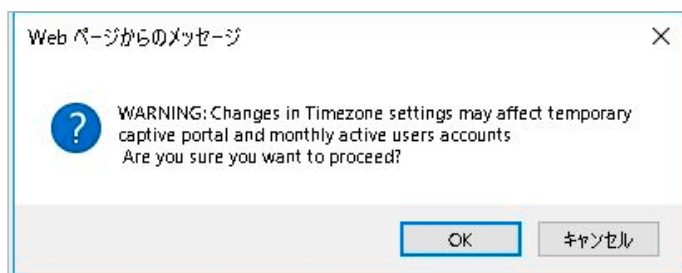 Web ページからのメッセージ
WARNING: Changes in Timezone settings may affect temporary
captive portal and monthly active users accounts
Are you sure you want to proceed?
OK
キャンセル